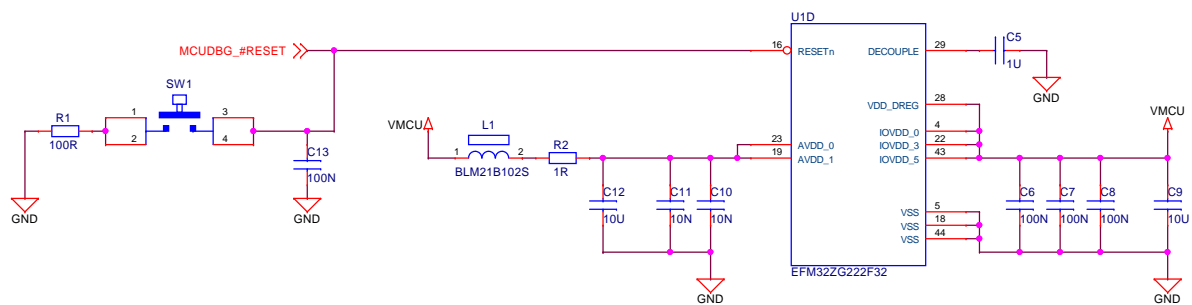 U1D
MCUDBG_#RESET
16
RESETn
DECOUPLE
29
C5
1U
GND
SW1
R1
100R
1
2
3
4
C13
100N
GND
GND
VMCU
L1
1
2
BLM21B102S
R2
1R
23
AVDD_0
19
AVDD_1
VDD_DREG
28
IOVDD_0
4
IOVDD_3
22
IOVDD_5
43
VMCU
C12
10U
C11
10N
C10
10N
GND
VSS
5
VSS
18
VSS
44
C6
100N
C7
100N
C8
100N
C9
10U
GND
EFM32ZG222F32